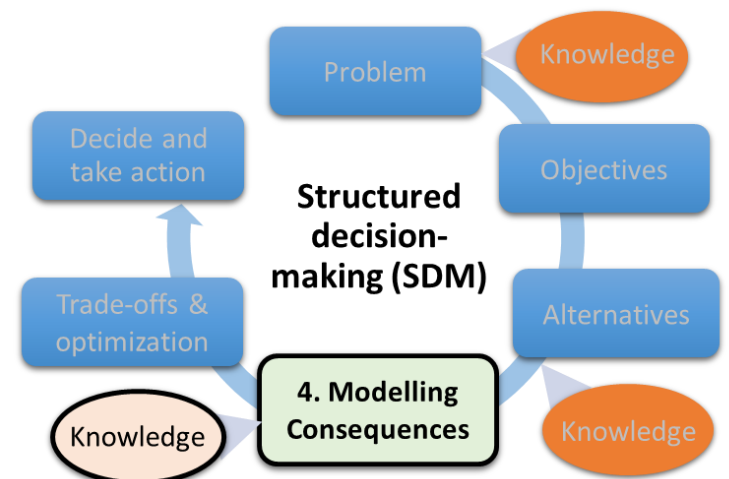 Problem
Knowledge
Objectives
Alternatives
Knowledge
4. Modelling
Consequences
Knowledge
Trade-offs &
optimization
Decide and
take action
Structured
decision-
making (SDM)